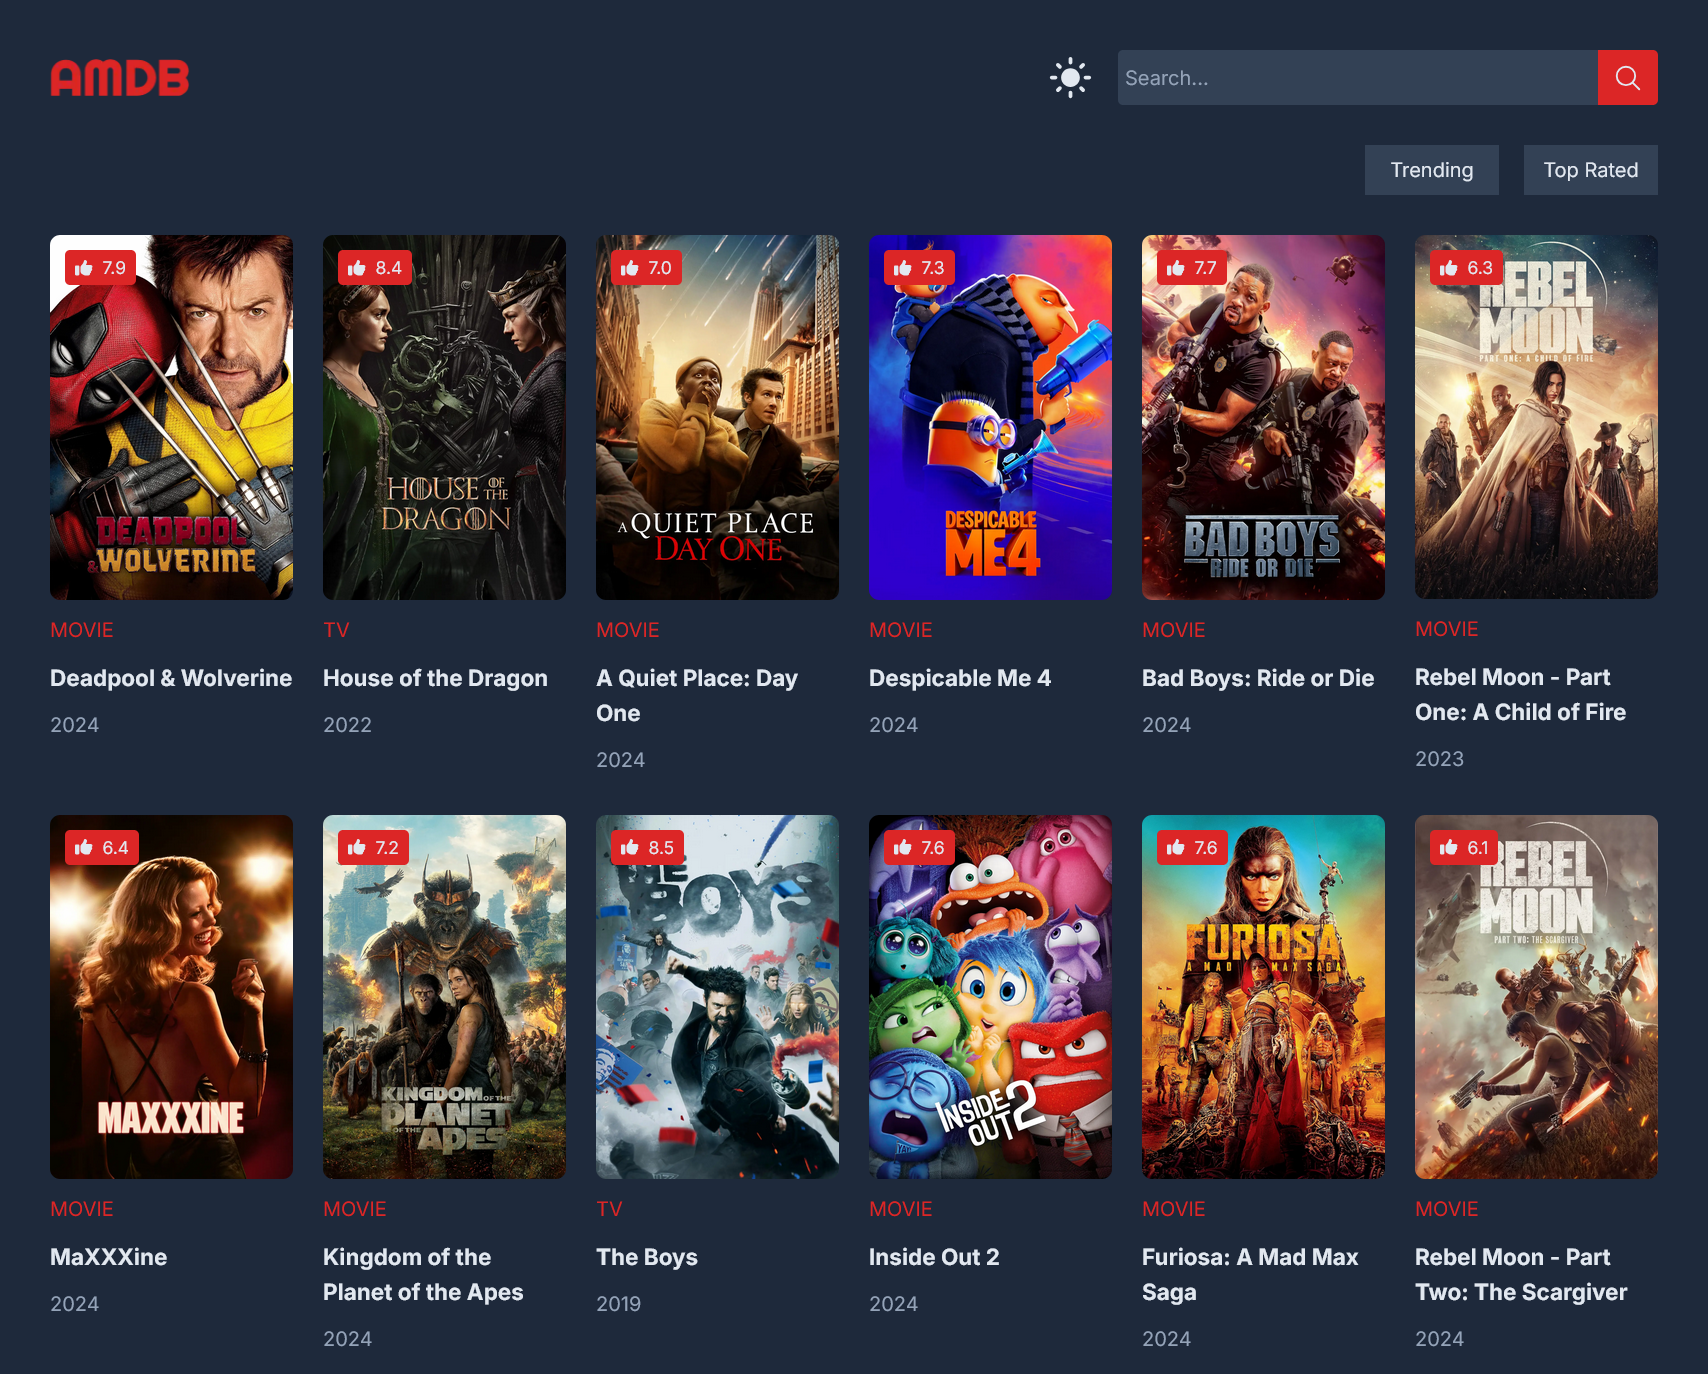 AMDB
Search...
Trending
Top Rated
7.9
DEADPOOL
& WOLVERINE
8.4
HOUSE OF THE
DRAGON
7.0
A QUIET PLACE
DAY ONE
7.3
DESPICABLE
ME4
7.7
BAD BOYS
RIDE OR DIE
6.3
REBEL
MOON
PART ONE: A CHILD OF FIRE
MOVIE
Deadpool & Wolverine
2024
TV
House of the Dragon
2022
MOVIE
A Quiet Place: Day
One
2024
MOVIE
Despicable Me 4
2024
MOVIE
Bad Boys: Ride or Die
2024
MOVIE
Rebel Moon - Part
One: A Child of Fire
2023
6.4
MAXXXINE
7.2
KINGDOM OF THE
PLANET
OF THE APES
8.5
THE
BOYS
7.6
INSIDE
OUT 2
7.6
FURIOSA
A MAD MAX SAGA
6.1
REBEL
MOON
PART TWO: THE SCARGIVER
MOVIE
MaXXXine
2024
MOVIE
Kingdom of the
Planet of the Apes
2024
TV
The Boys
2019
MOVIE
Inside Out 2
2024
MOVIE
Furiosa: A Mad Max
Saga
2024
MOVIE
Rebel Moon - Part
Two: The Scargiver
2024